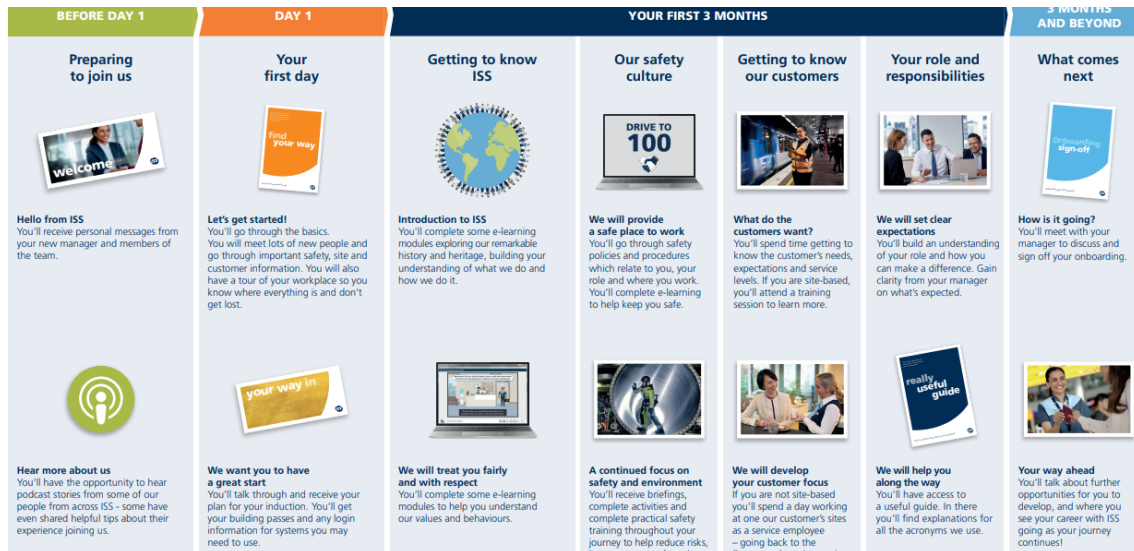 BEFORE DAY 1
DAY 1
YOUR FIRST 3 MONTHS
3 MONTHS
AND BEYOND
Preparing
to join us
welcome
Hello from ISS
You'll receive personal messages from
your new manager and members of
the team.
Hear more about us
You'll have the opportunity to hear
podcast stories from some of our
people from across ISS - some have
even shared helpful tips about their
experience joining us.
Your
first day
find
your way
Let's get started!
You'll go through the basics.
You will meet lots of new people and
go through important safety, site and
customer information. You will also
have a tour of your workplace so you
know where everything is and don't
get lost.
your way in
We want you to have
a great start
You'll talk through and receive your
plan for your induction. You'll get
your building passes and any login
information for systems you may
need to use.
Getting to know
ISS
Introduction to ISS
You'll complete some e-learning
modules exploring our remarkable
history and heritage, building your
understanding of what we do and
how we do it.
We will treat you fairly
and with respect
You'll complete some e-learning
modules to help you understand
our values and behaviours.
Our safety
culture
DRIVE TO
100
We will provide
a safe place to work
You'll go through safety
policies and procedures
which relate to you, your
role and where you work.
You'll complete e-learning
to help keep you safe.
A continued focus on
safety and environment
You'll receive briefings,
complete activities and
complete practical safety
training throughout your
journey to help reduce risks,
Getting to know
our customers
What do the
customers want?
You'll spend time getting to
know the customer's needs,
expectations and service
levels. If you are site-based,
you'll attend a training
session to learn more.
We will develop
your customer focus
If you are not site-based
you'll spend a day working
at one our customer's sites
as a service employee
– going back to the
Your role and
responsibilities
We will set clear
expectations
You'll build an understanding
of your role and how you
can make a difference. Gain
clarity from your manager
on what's expected.
really
useful
guide
We will help you
along the way
You'll have access to
a useful guide. In there
you'll find explanations for
all the acronyms we use.
What comes
next
Onboarding
sign-off
How is it going?
You'll meet with your
manager to discuss and
sign off your onboarding.
Your way ahead
You'll talk about further
opportunities for you to
develop, and where you
see your career with ISS
going as your journey
continues!